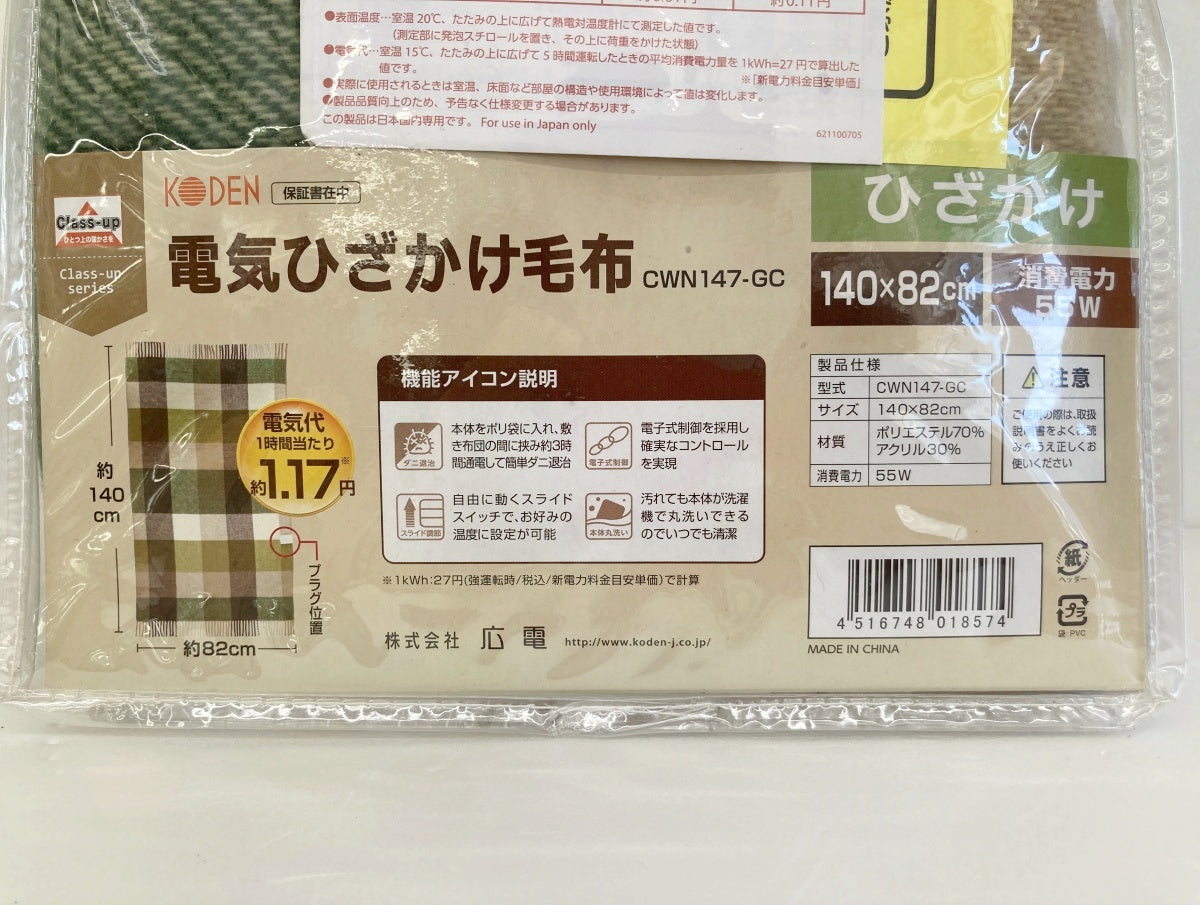 約0.11円
●表面温度…室温 20℃、たたみの上に広げて熱電対温度計にて測定した値です。
(測定部に発泡スチロールを置き、その上に荷重をかけた状態)
●電気代…室温 15℃、たたみの上に広げて 5 時間運転したときの平均消費電力量を 1kWh=27 円で算出した
値です。
※「新電力料金目安単価」
●実際に使用されるときは室温、床面など部屋の構造や使用環境によって値は変化します。
●製品品質向上のため、予告なく仕様変更する場合があります。
この製品は日本国内専用です。 For use in Japan only
621100705
Class-up
ひとつ上の暖かさを
Class-up
series
KODEN
保証書在中
電気ひざかけ毛布 CWN147-GC
ひざかけ
140×82cm
消費電力
55W
約
140
cm
電気代
1時間当たり
約1.17円※
プラグ位置
約82cm
機能アイコン説明
ダニ退治
本体をポリ袋に入れ、敷
き布団の間に挟み約3時
間通電して簡単ダニ退治
電子式制御
電子式制御を採用し
確実なコントロール
を実現
スライド調節
自由に動くスライド
スイッチで、お好みの
温度に設定が可能
本体丸洗い
汚れても本体が洗濯
機で丸洗いできる
のでいつでも清潔
※1kWh:27円(強運転時/税込/新電力料金目安単価)で計算
株式会社 広電 http://www.koden-j.co.jp/
製品仕様
型式 CWN147-GC
サイズ 140×82cm
材質 ポリエステル70%
アクリル30%
消費電力 55W
注意
ご使用の際は、取扱
説明書をよくお読
みのうえ正しくお
使いください
4 516748 018574
MADE IN CHINA
紙
ヘッダー
プラ
袋:PVC